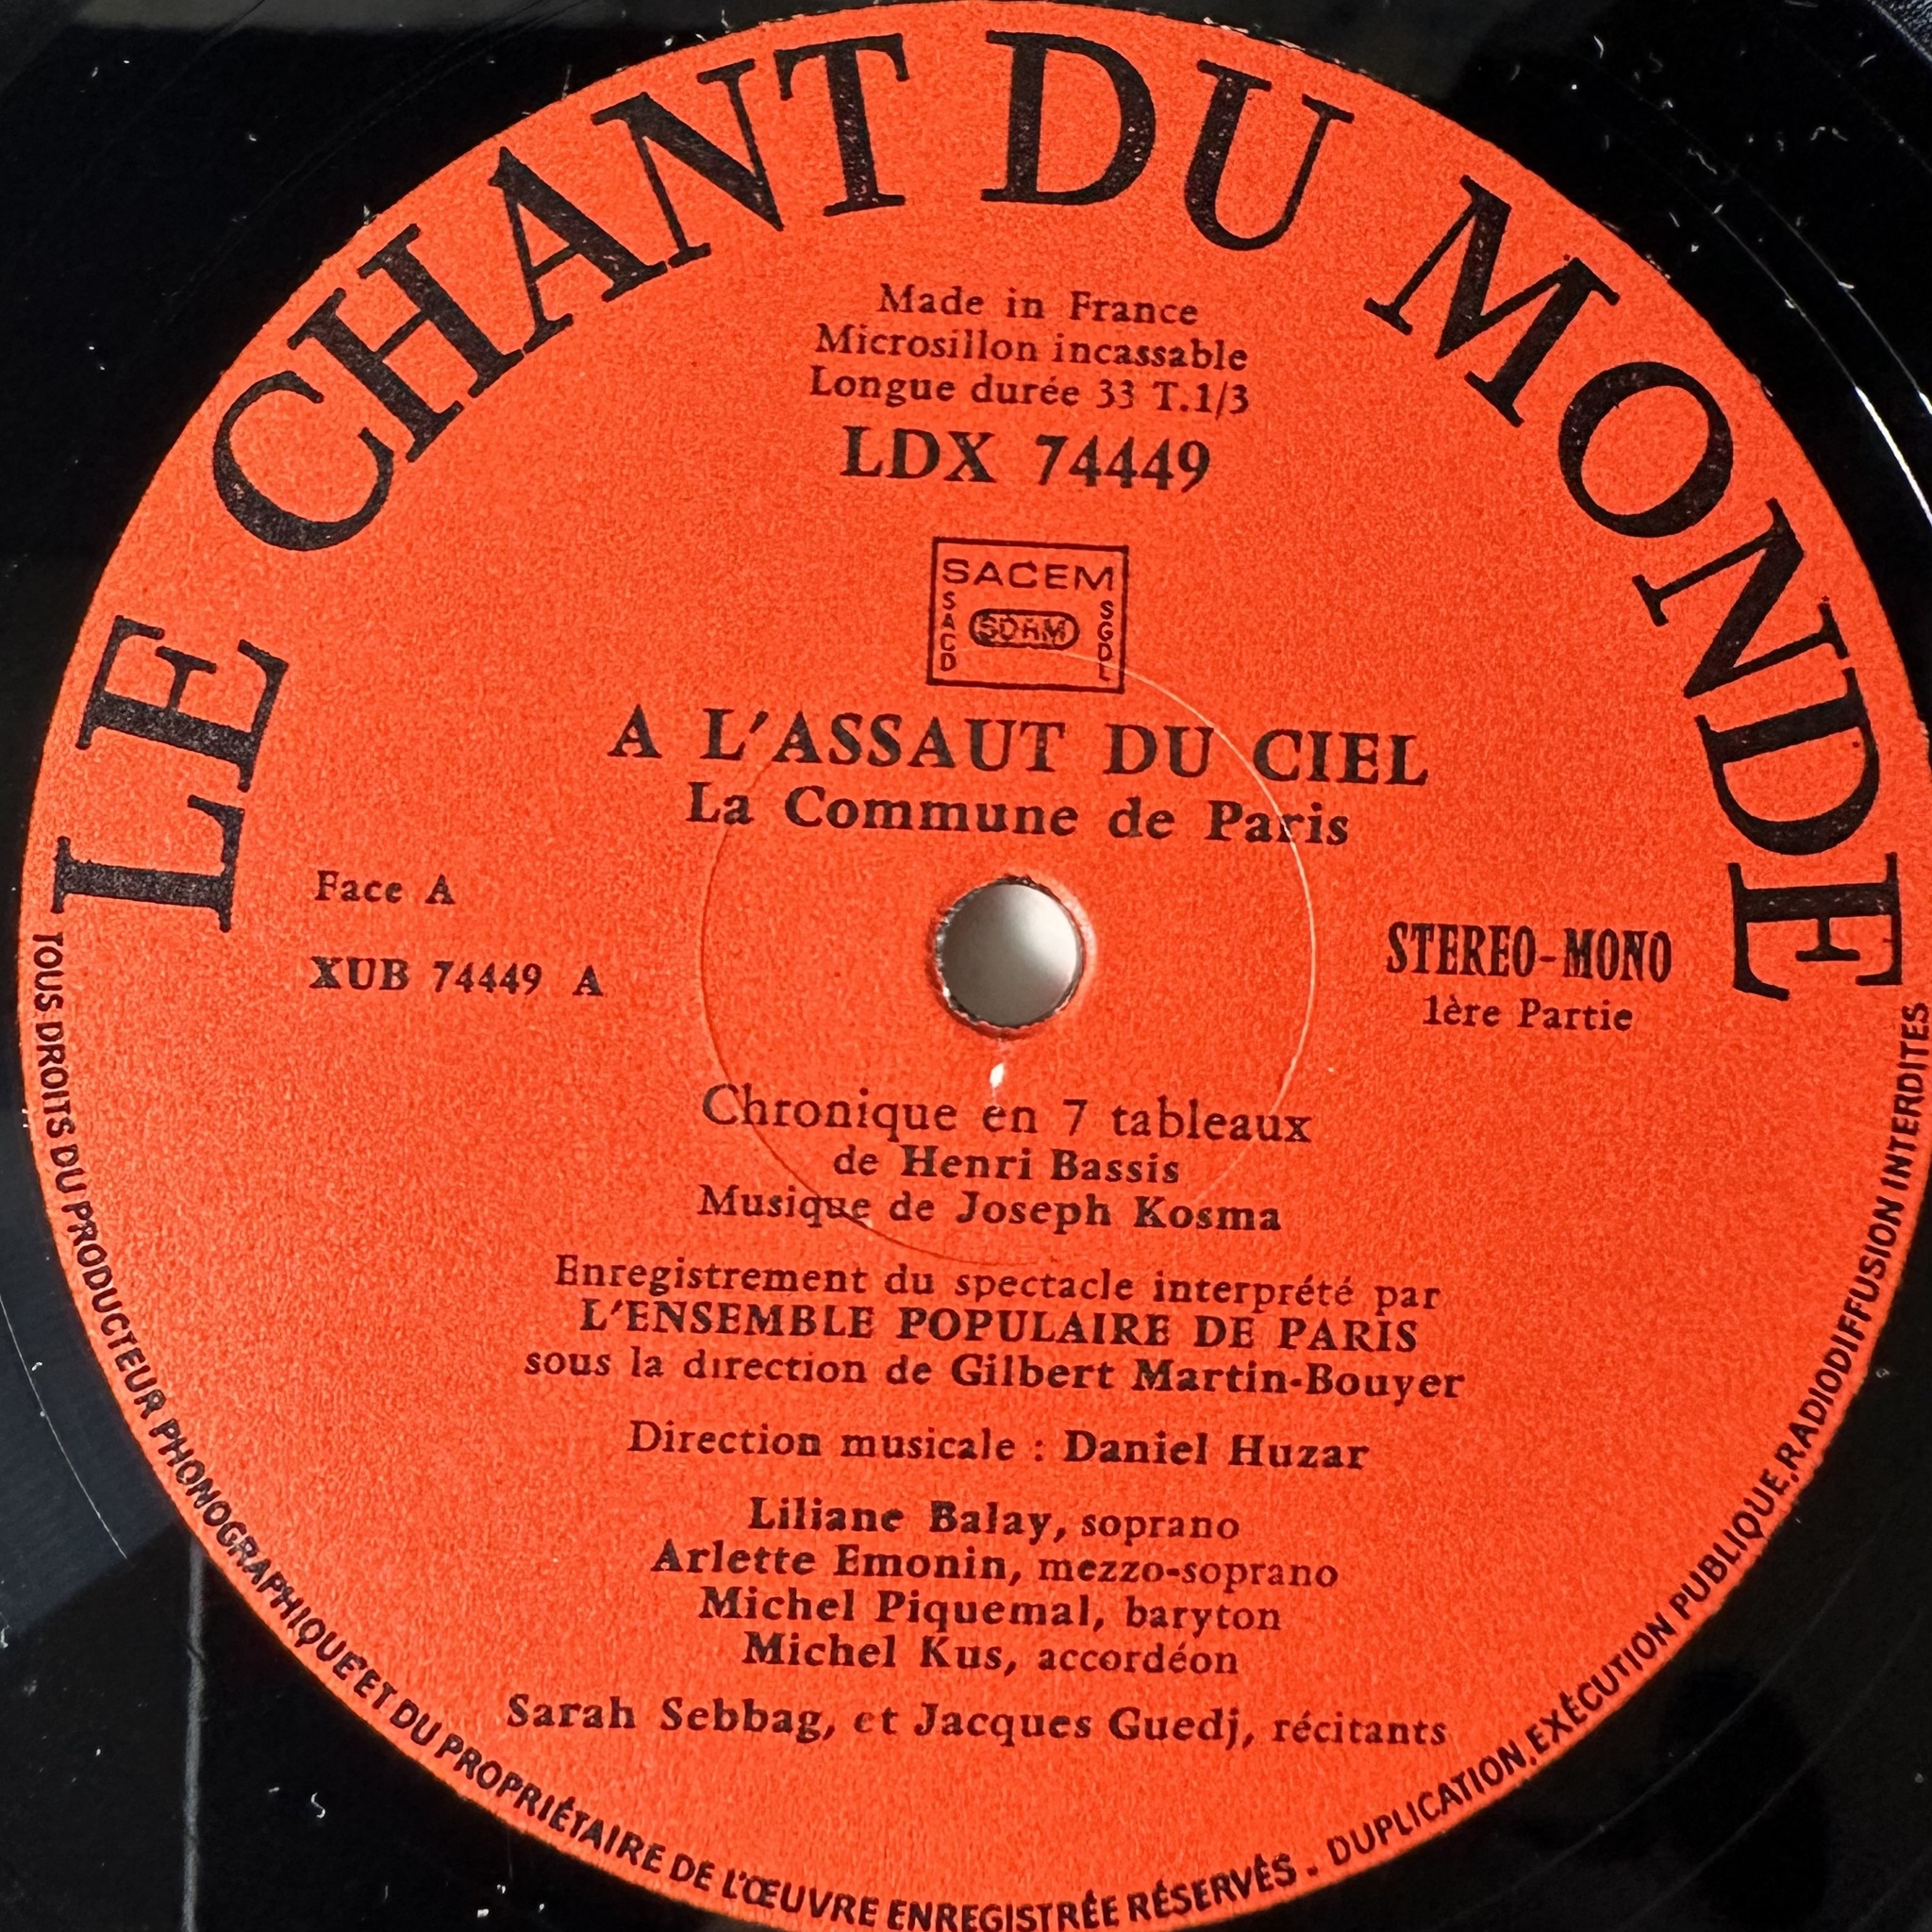 LE CHANT DU MONDE
Made in France
Microsillon incassable
Longue durée 33 T.1/3
LDX 74449
SACEM
SACD
SDRM
SGDL
A L'ASSAUT DU CIEL
La Commune de Paris
Face A
XUB 74449 A
STEREO-MONO
1ère Partie
Chronique en 7 tableaux
de Henri Bassis
Musique de Joseph Kosma
Enregistrement du spectacle interprété par
L'ENSEMBLE POPULAIRE DE PARIS
sous la direction de Gilbert Martin-Bouyer
Direction musicale : Daniel Huzar
Liliane Balay, soprano
Arlette Emonin, mezzo-soprano
Michel Piquemal, baryton
Michel Kus, accordéon
Sarah Sebbag, et Jacques Guedj, récitants
TOUS DROITS DU PRODUCTEUR PHONOGRAPHIQUE ET DU PROPRIÉTAIRE DE L'ŒUVRE ENREGISTRÉE RÉSERVÉS . DUPLICATION, EXÉCUTION PUBLIQUE, RADIODIFFUSION INTERDITES